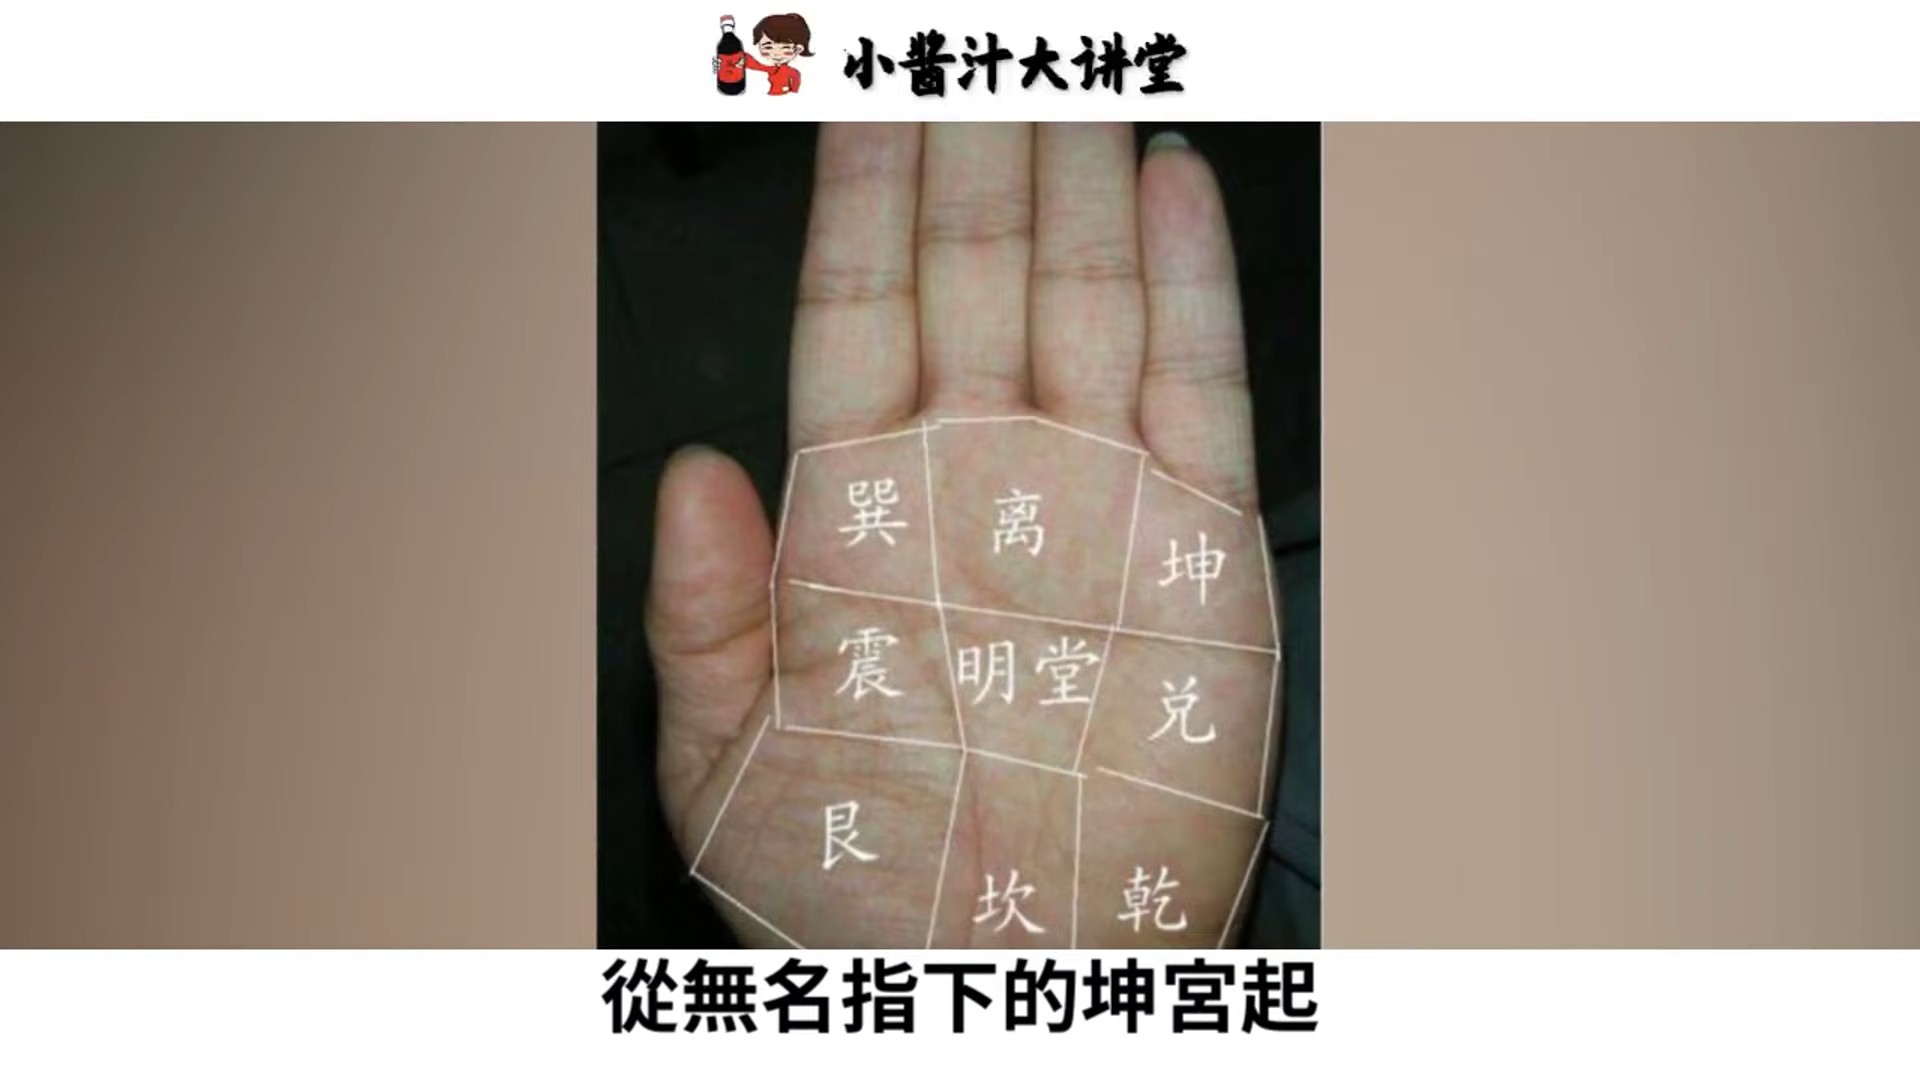 小酱汁大讲堂
巽 离 坤
震 明堂 兑
艮 坎 乾
從無名指下的坤宮起